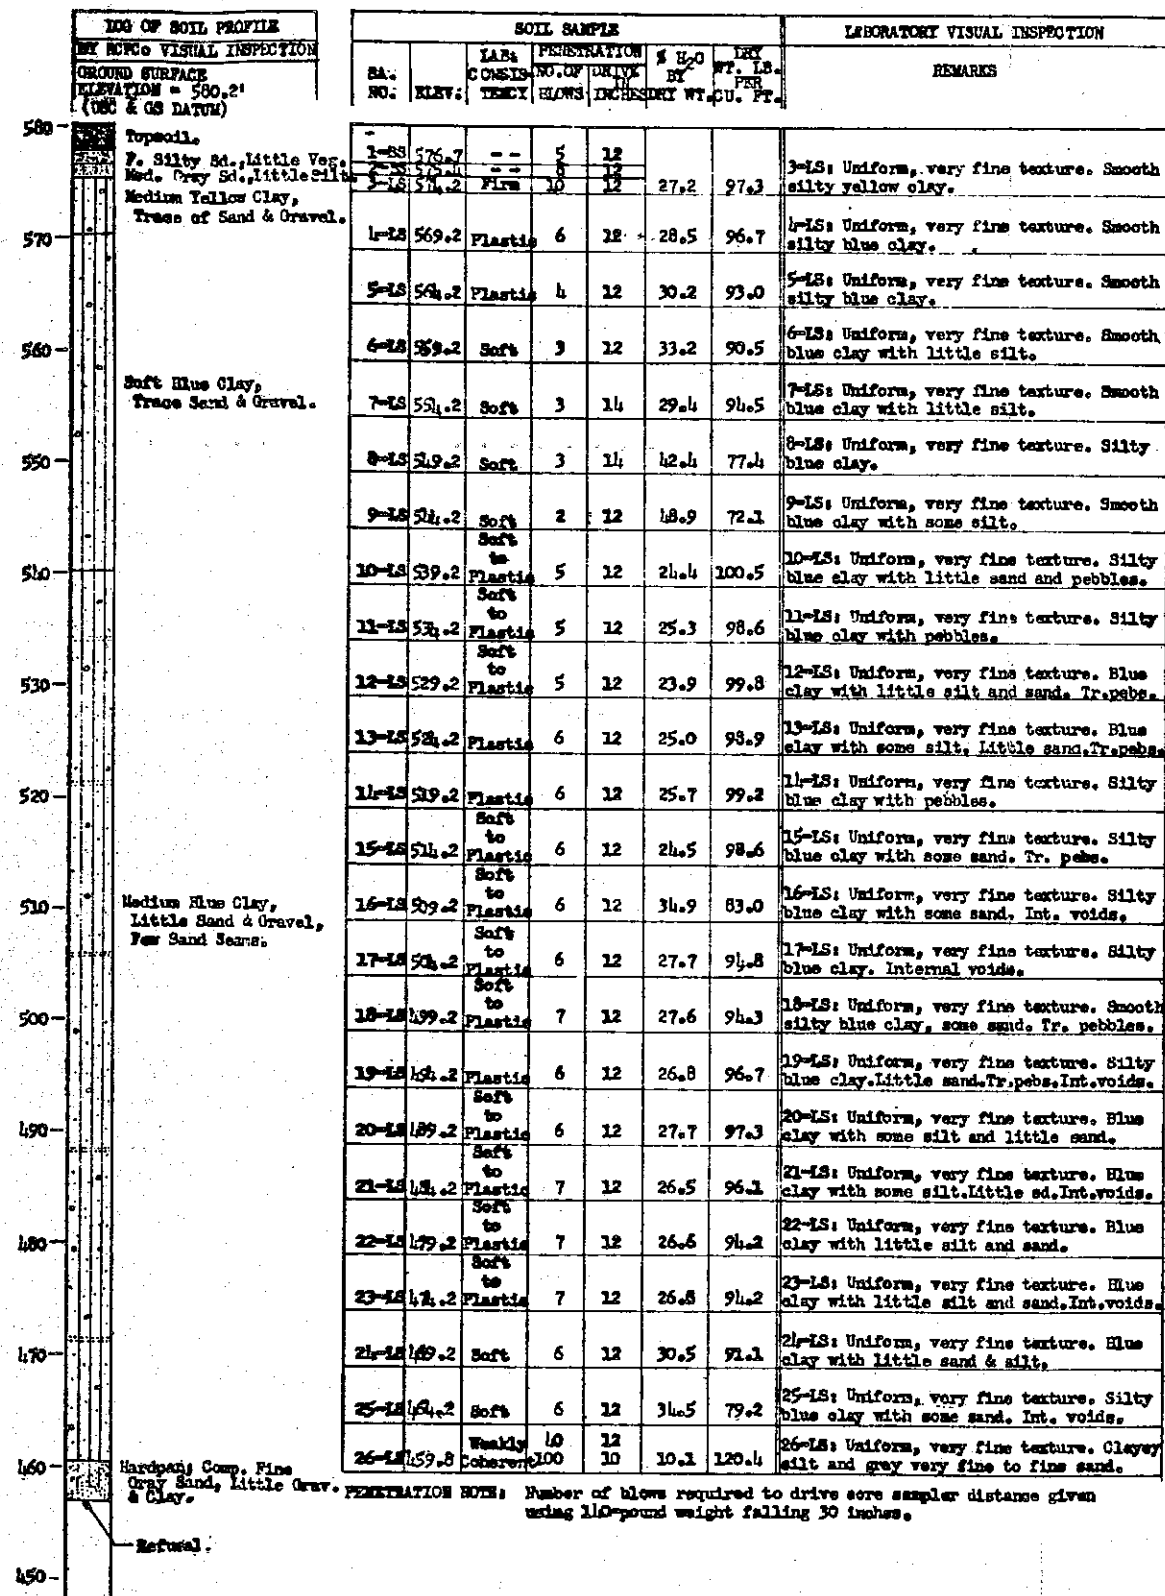 LOG OF SOIL PROFILE
BY RCPCo VISUAL INSPECTION
GROUND SURFACE
ELEVATION = 580.2'
(USC & GS DATUM)
SOIL SAMPLE
SA. NO. ELEV. LAB: CONSISTENCY PENETRATION NO. OF BLOWS DRIVE IN INCHES % H2O BY DRY WT. DRY WT. LB. PER CU. FT.
LABORATORY VISUAL INSPECTION
REMARKS
580
Topsoil.
F. Silty Sd., Little Veg.
Med. Gray Sd., Little Silt
Medium Yellow Clay,
Trace of Sand & Gravel.
570
560
Soft Blue Clay,
Trace Sand & Gravel.
550
540
530
520
510
Medium Blue Clay,
Little Sand & Gravel,
Few Sand Seams.
500
490
480
470
460
Hardpan; Comp. Fine
Gray Sand, Little Grav.
& Clay.
Refusal.
450
1-SS 576.7 -- 5 12
2-SS 575.4 -- 8 12
3-LS 574.2 Firm 10 12 27.2 97.3 3-LS: Uniform, very fine texture. Smooth
silty yellow clay.
4-LS 569.2 Plastic 6 12 28.5 96.7 4-LS: Uniform, very fine texture. Smooth
silty blue clay.
5-LS 564.2 Plastic 4 12 30.2 93.0 5-LS: Uniform, very fine texture. Smooth
silty blue clay.
6-LS 559.2 Soft 3 12 33.2 90.5 6-LS: Uniform, very fine texture. Smooth
blue clay with little silt.
7-LS 554.2 Soft 3 14 29.4 94.5 7-LS: Uniform, very fine texture. Smooth
blue clay with little silt.
8-LS 549.2 Soft 3 14 42.4 77.4 8-LS: Uniform, very fine texture. Silty
blue clay.
9-LS 544.2 Soft 2 12 48.9 72.1 9-LS: Uniform, very fine texture. Smooth
blue clay with some silt.
10-LS 539.2 Soft to Plastic 5 12 24.4 100.5 10-LS: Uniform, very fine texture. Silty
blue clay with little sand and pebbles.
11-LS 534.2 Soft to Plastic 5 12 25.3 98.6 11-LS: Uniform, very fine texture. Silty
blue clay with pebbles.
12-LS 529.2 Soft to Plastic 5 12 23.9 99.8 12-LS: Uniform, very fine texture. Blue
clay with little silt and sand. Tr.pebs.
13-LS 524.2 Plastic 6 12 25.0 98.9 13-LS: Uniform, very fine texture. Blue
clay with some silt. Little sand.Tr.pebs.
14-LS 519.2 Plastic 6 12 25.7 99.2 14-LS: Uniform, very fine texture. Silty
blue clay with pebbles.
15-LS 514.2 Soft to Plastic 6 12 24.5 98.6 15-LS: Uniform, very fine texture. Silty
blue clay with some sand. Tr. pebs.
16-LS 509.2 Soft to Plastic 6 12 34.9 83.0 16-LS: Uniform, very fine texture. Silty
blue clay with some sand. Int. voids.
17-LS 504.2 Soft to Plastic 6 12 27.7 94.8 17-LS: Uniform, very fine texture. Silty
blue clay. Internal voids.
18-LS 499.2 Soft to Plastic 7 12 27.6 94.3 18-LS: Uniform, very fine texture. Smooth
silty blue clay, some sand. Tr. pebbles.
19-LS 494.2 Plastic 6 12 26.8 96.7 19-LS: Uniform, very fine texture. Silty
blue clay.Little sand.Tr.pebs.Int.voids.
20-LS 489.2 Soft to Plastic 6 12 27.7 97.3 20-LS: Uniform, very fine texture. Blue
clay with some silt and little sand.
21-LS 484.2 Soft to Plastic 7 12 26.5 96.1 21-LS: Uniform, very fine texture. Blue
clay with some silt.Little sd.Int.voids.
22-LS 479.2 Soft to Plastic 7 12 26.6 94.2 22-LS: Uniform, very fine texture. Blue
clay with little silt and sand.
23-LS 474.2 Soft to Plastic 7 12 26.8 94.2 23-LS: Uniform, very fine texture. Blue
clay with little silt and sand.Int.voids.
24-LS 469.2 Soft 6 12 30.5 91.1 24-LS: Uniform, very fine texture. Blue
clay with little sand & silt.
25-LS 464.2 Soft 6 12 34.5 79.2 25-LS: Uniform, very fine texture. Silty
blue clay with some sand. Int. voids.
Weakly 40 12
26-LS 459.8 Coherent 100 10 10.1 120.4 26-LS: Uniform, very fine texture. Clayey
silt and gray very fine to fine sand.
PENETRATION NOTE: Number of blows required to drive core sampler distance given
using 140-pound weight falling 30 inches.